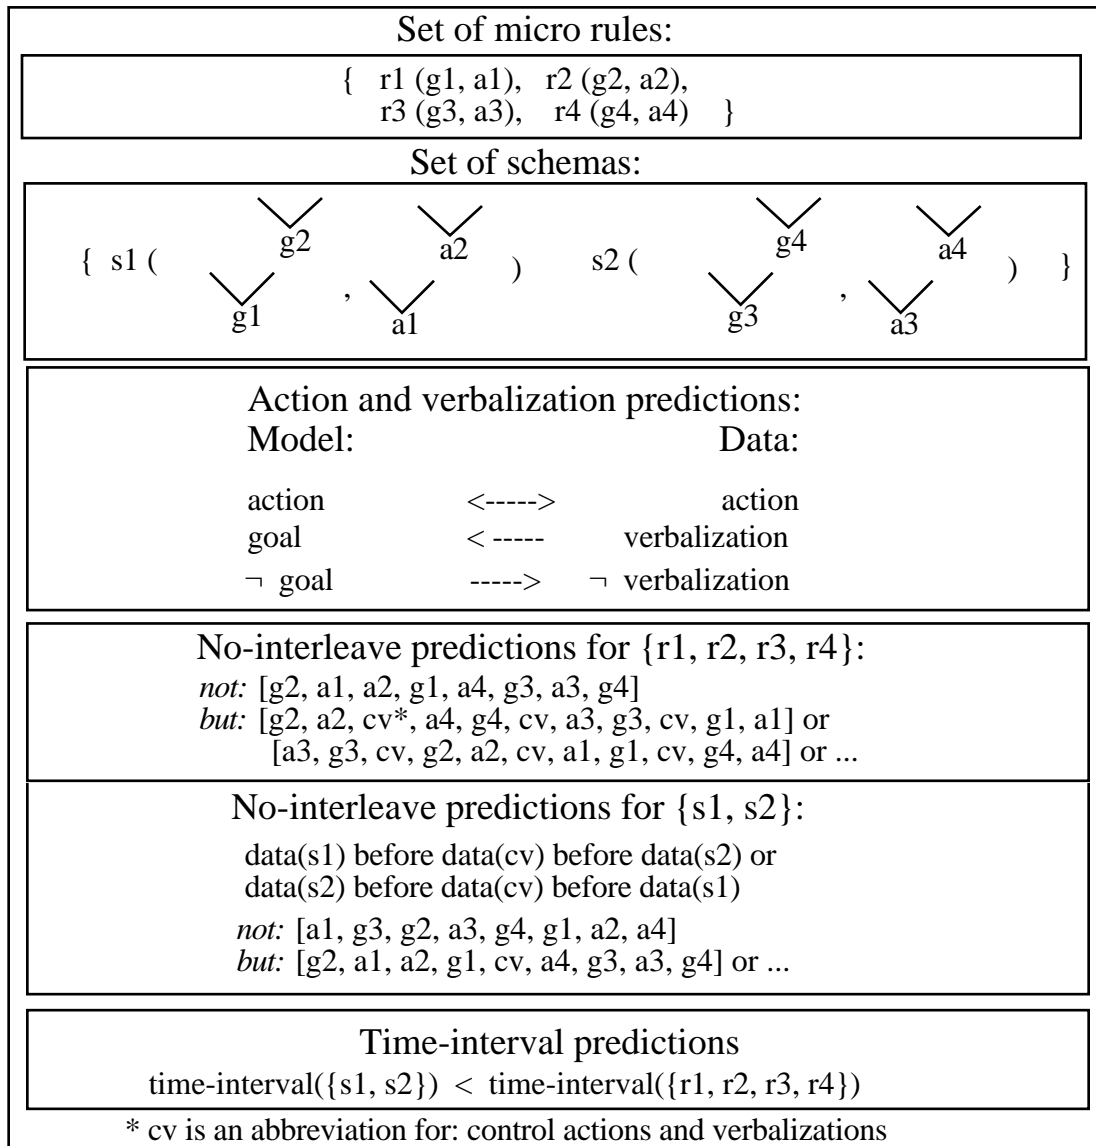 Set of micro rules:
{ r1 (g1, a1), r2 (g2, a2),
r3 (g3, a3), r4 (g4, a4) }
Set of schemas:
g2 a2 g4 a4
{ s1 ( , ) s2 ( , ) }
g1 a1 g3 a3
Action and verbalization predictions:
Model: Data:
action <-----> action
goal < ----- verbalization
¬ goal -----> ¬ verbalization
No-interleave predictions for {r1, r2, r3, r4}:
not: [g2, a1, a2, g1, a4, g3, a3, g4]
but: [g2, a2, cv*, a4, g4, cv, a3, g3, cv, g1, a1] or
[a3, g3, cv, g2, a2, cv, a1, g1, cv, g4, a4] or ...
No-interleave predictions for {s1, s2}:
data(s1) before data(cv) before data(s2) or
data(s2) before data(cv) before data(s1)
not: [a1, g3, g2, a3, g4, g1, a2, a4]
but: [g2, a1, a2, g1, cv, a4, g3, a3, g4] or ...
Time-interval predictions
time-interval({s1, s2}) < time-interval({r1, r2, r3, r4})
* cv is an abbreviation for: control actions and verbalizations